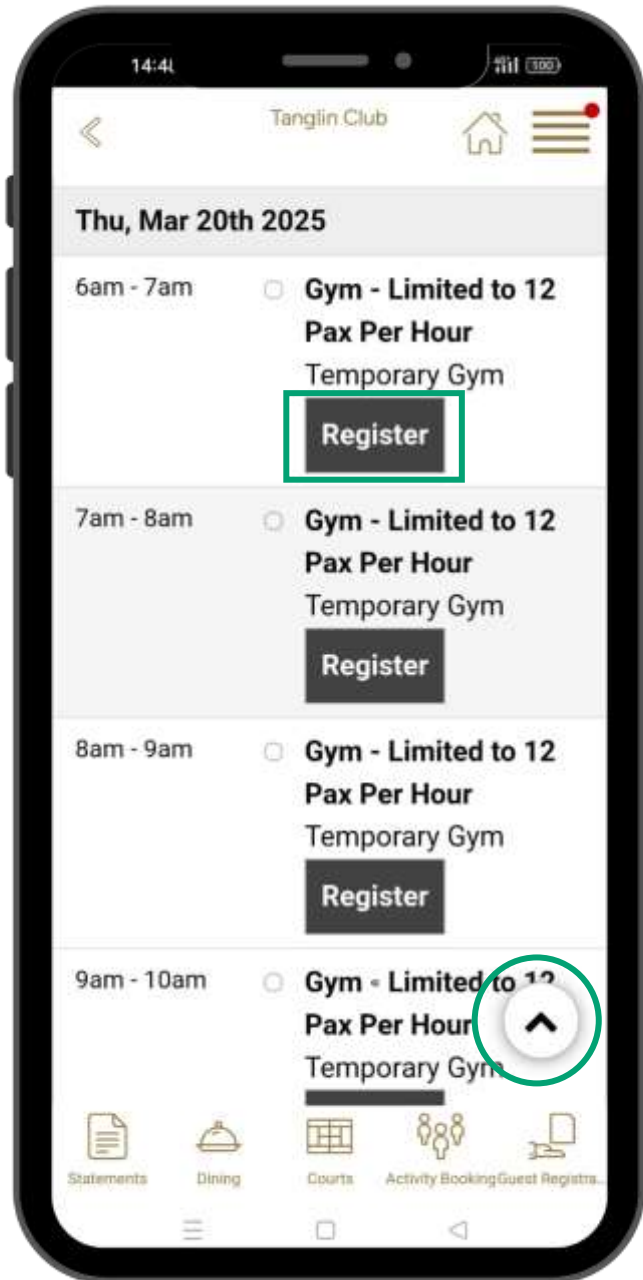 14:4
100
Tanglin Club
Thu, Mar 20th 2025
6am - 7am
Gym - Limited to 12
Pax Per Hour
Temporary Gym
Register
7am - 8am
Gym - Limited to 12
Pax Per Hour
Temporary Gym
Register
8am - 9am
Gym - Limited to 12
Pax Per Hour
Temporary Gym
Register
9am - 10am
Gym - Limited to 12
Pax Per Hour
Temporary Gym
Statements Dining Courts Activity Booking Guest Registra...